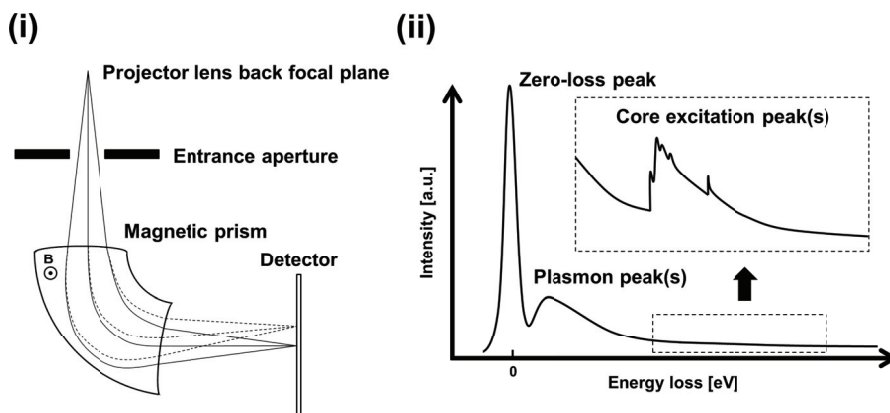 (i)
Projector lens back focal plane
Entrance aperture
Magnetic prism
B
Detector
(ii)
Zero-loss peak
Core excitation peak(s)
Plasmon peak(s)
Intensity [a.u.]
0
Energy loss [eV]